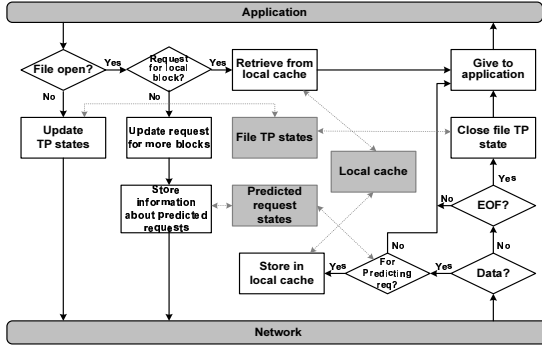 Application
File open?
Yes
Request
for local
block?
Yes
Retrieve from
local cache
Give to
application
No
No
Update
TP states
Update request
for more blocks
File TP states
Close file TP
state
Local cache
Yes
Store
information
about predicted
requests
Predicted
request
states
No
EOF?
No
No
Store in
local cache
Yes
For
Predicting
req?
Yes
Data?
Network